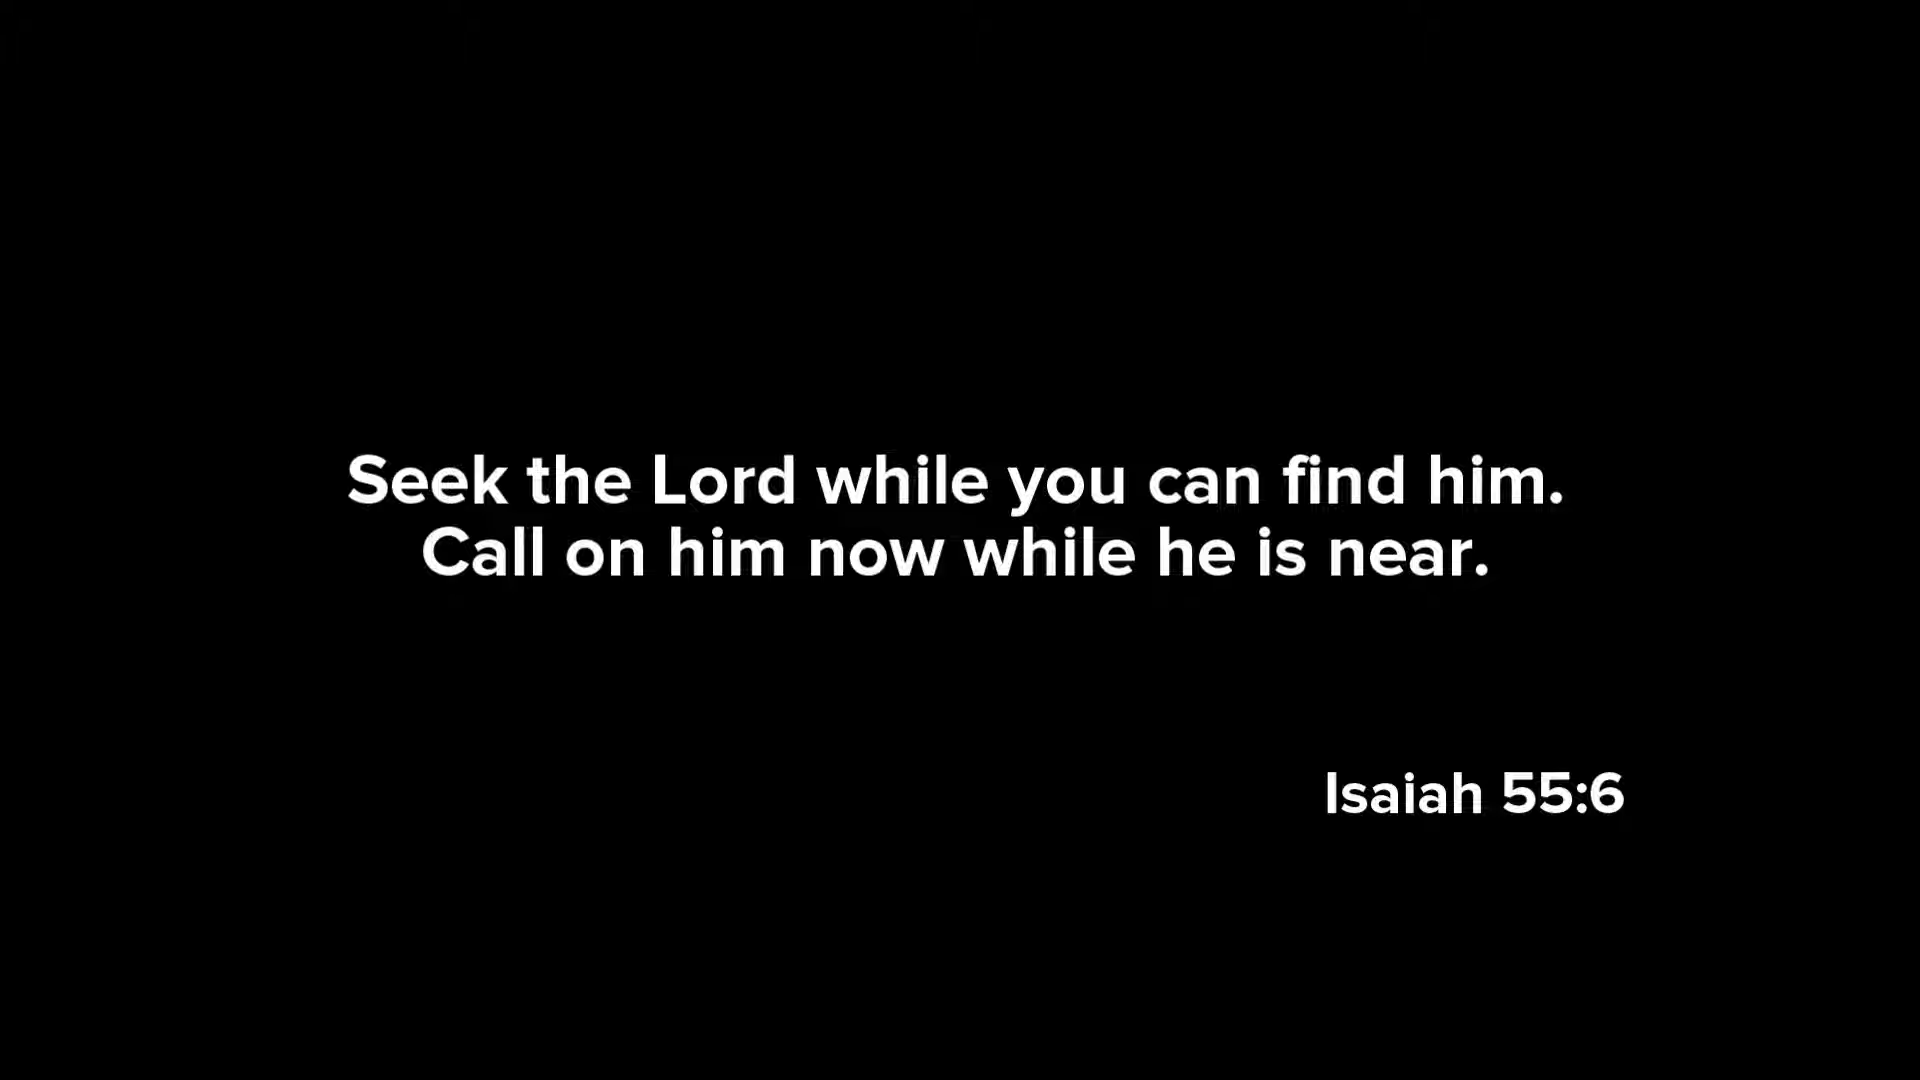 Seek the Lord while you can find him.
Call on him now while he is near.
Isaiah 55:6